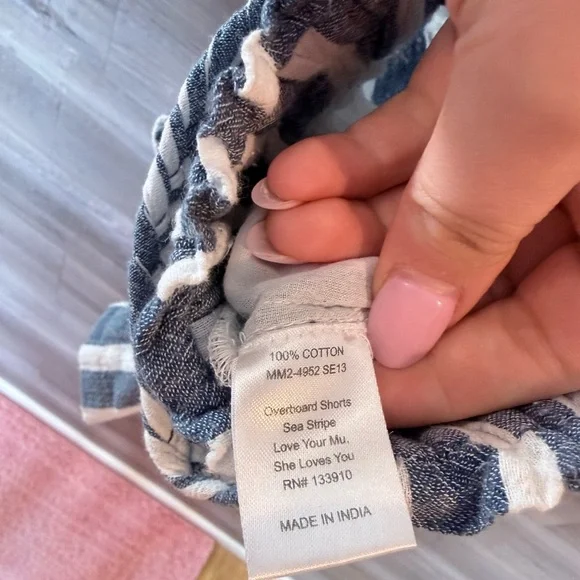 100% COTTON
MM2-4952 SE13
Overboard Shorts
Sea Stripe
Love Your Mu.
She Loves You
RN# 133910
MADE IN INDIA